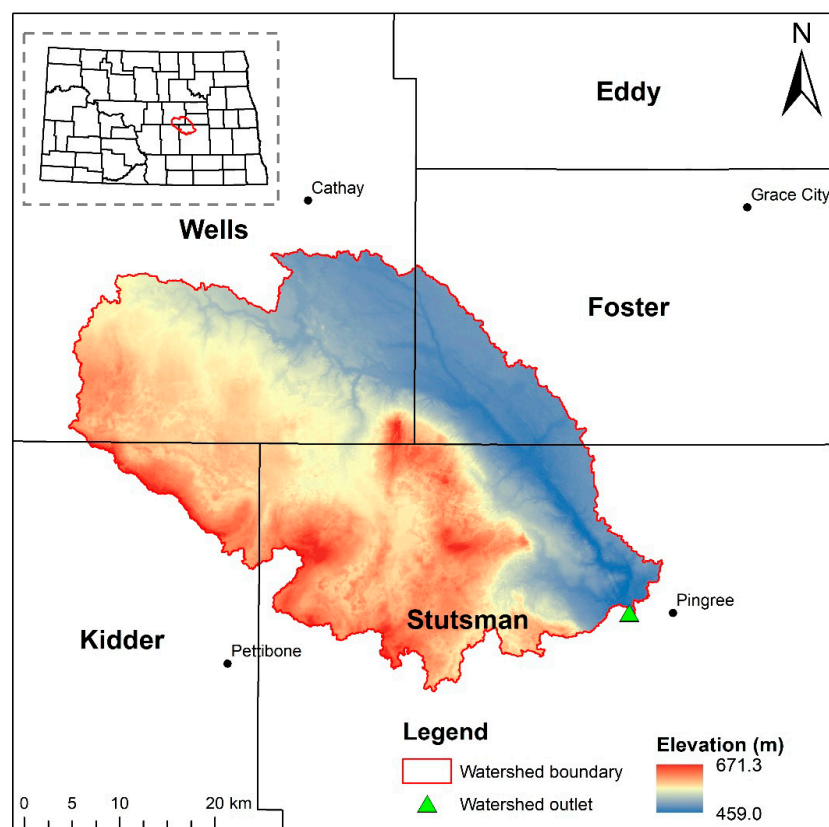 N
Eddy
Cathay
Grace City
Wells
Foster
Pingree
Stutsman
Kidder
Pettibone
Legend
Elevation (m)
Watershed boundary
671.3
Watershed outlet
459.0
0 5 10 20 km